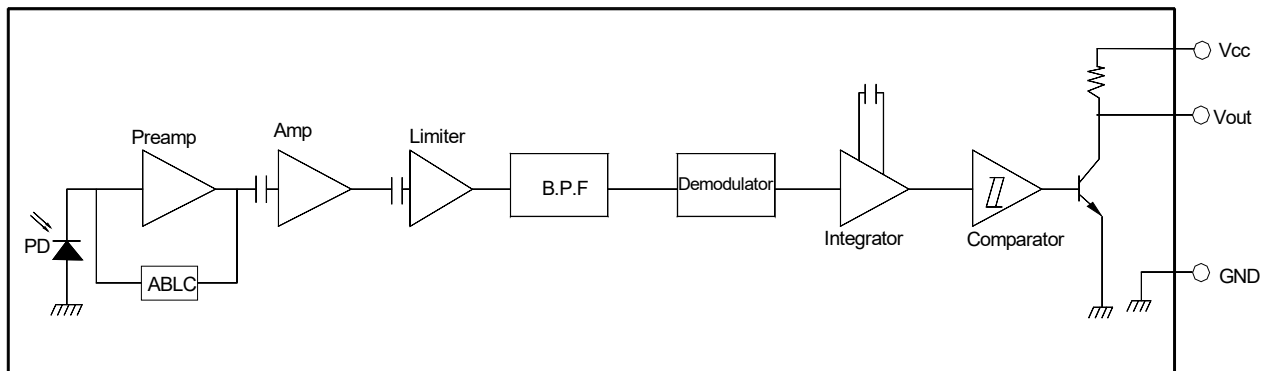 Vcc
Vout
Preamp
Amp
Limiter
B.P.F
Demodulator
Integrator
Comparator
PD
ABLC
GND